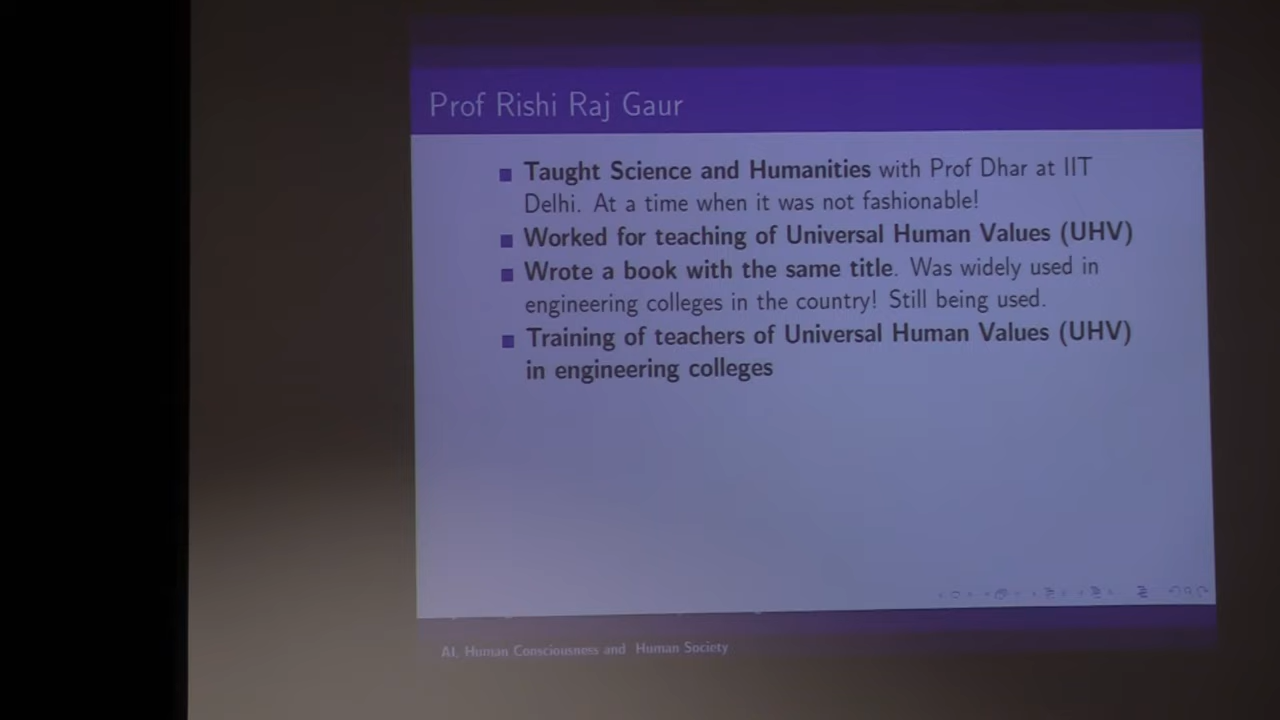 Prof Rishi Raj Gaur
Taught Science and Humanities with Prof Dhar at IIT
Delhi. At a time when it was not fashionable!
Worked for teaching of Universal Human Values (UHV)
Wrote a book with the same title. Was widely used in
engineering colleges in the country! Still being used.
Training of teachers of Universal Human Values (UHV)
in engineering colleges
AI, Human Consciousness and Human Society